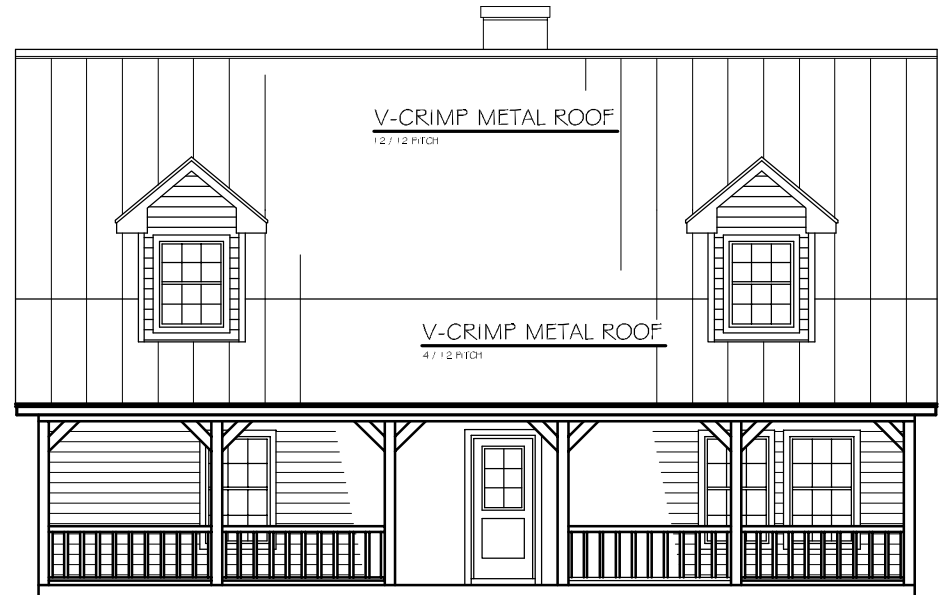 V-CRIMP METAL ROOF
12 / 12 PITCH
V-CRIMP METAL ROOF
4 / 12 PITCH